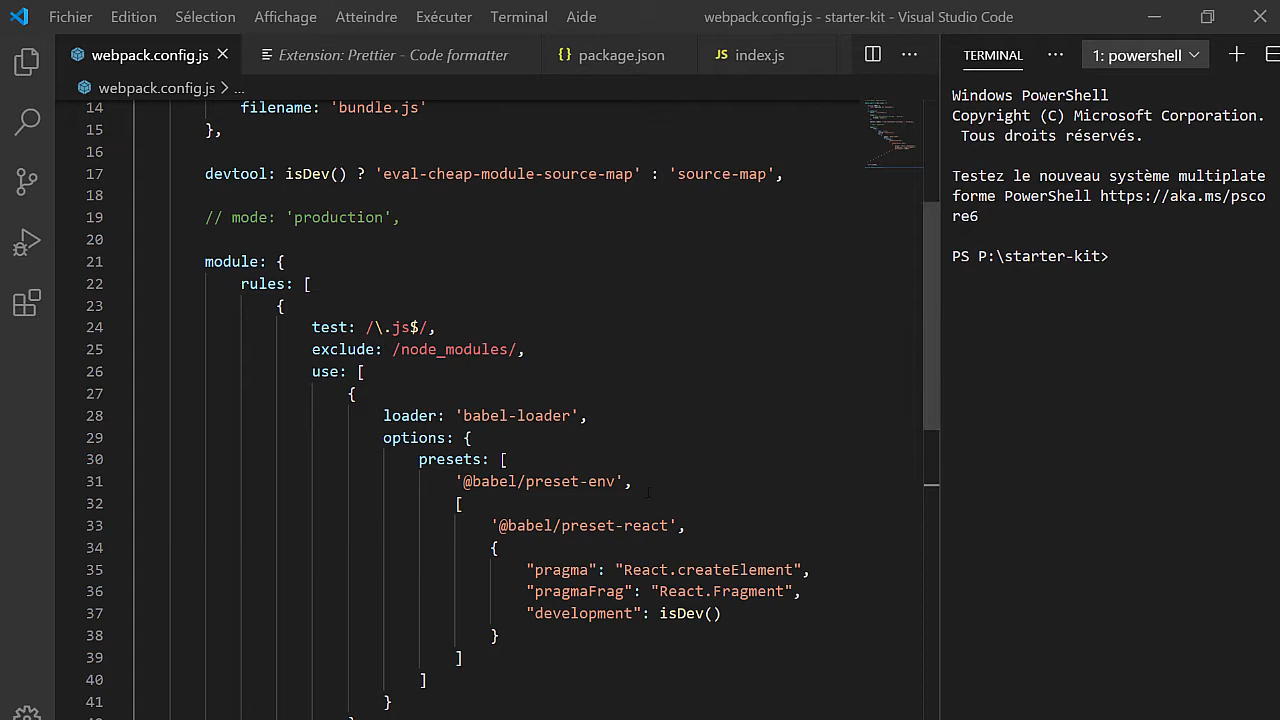 Fichier Edition Sélection Affichage Atteindre Exécuter Terminal Aide webpack.config.js - starter-kit - Visual Studio Code
webpack.config.js Extension: Prettier - Code formatter {} package.json JS index.js
webpack.config.js > ...
14 filename: 'bundle.js'
15 },
16
17 devtool: isDev() ? 'eval-cheap-module-source-map' : 'source-map',
18
19 // mode: 'production',
20
21 module: {
22 rules: [
23 {
24 test: /\.js$/,
25 exclude: /node_modules/,
26 use: [
27 {
28 loader: 'babel-loader',
29 options: {
30 presets: [
31 '@babel/preset-env',
32 [
33 '@babel/preset-react',
34 {
35 "pragma": "React.createElement",
36 "pragmaFrag": "React.Fragment",
37 "development": isDev()
38 }
39 ]
40 ]
41 }
TERMINAL ... 1: powershell
Windows PowerShell
Copyright (C) Microsoft Corporation.
Tous droits réservés.
Testez le nouveau système multiplate
forme PowerShell https://aka.ms/psco
re6
PS P:\starter-kit>